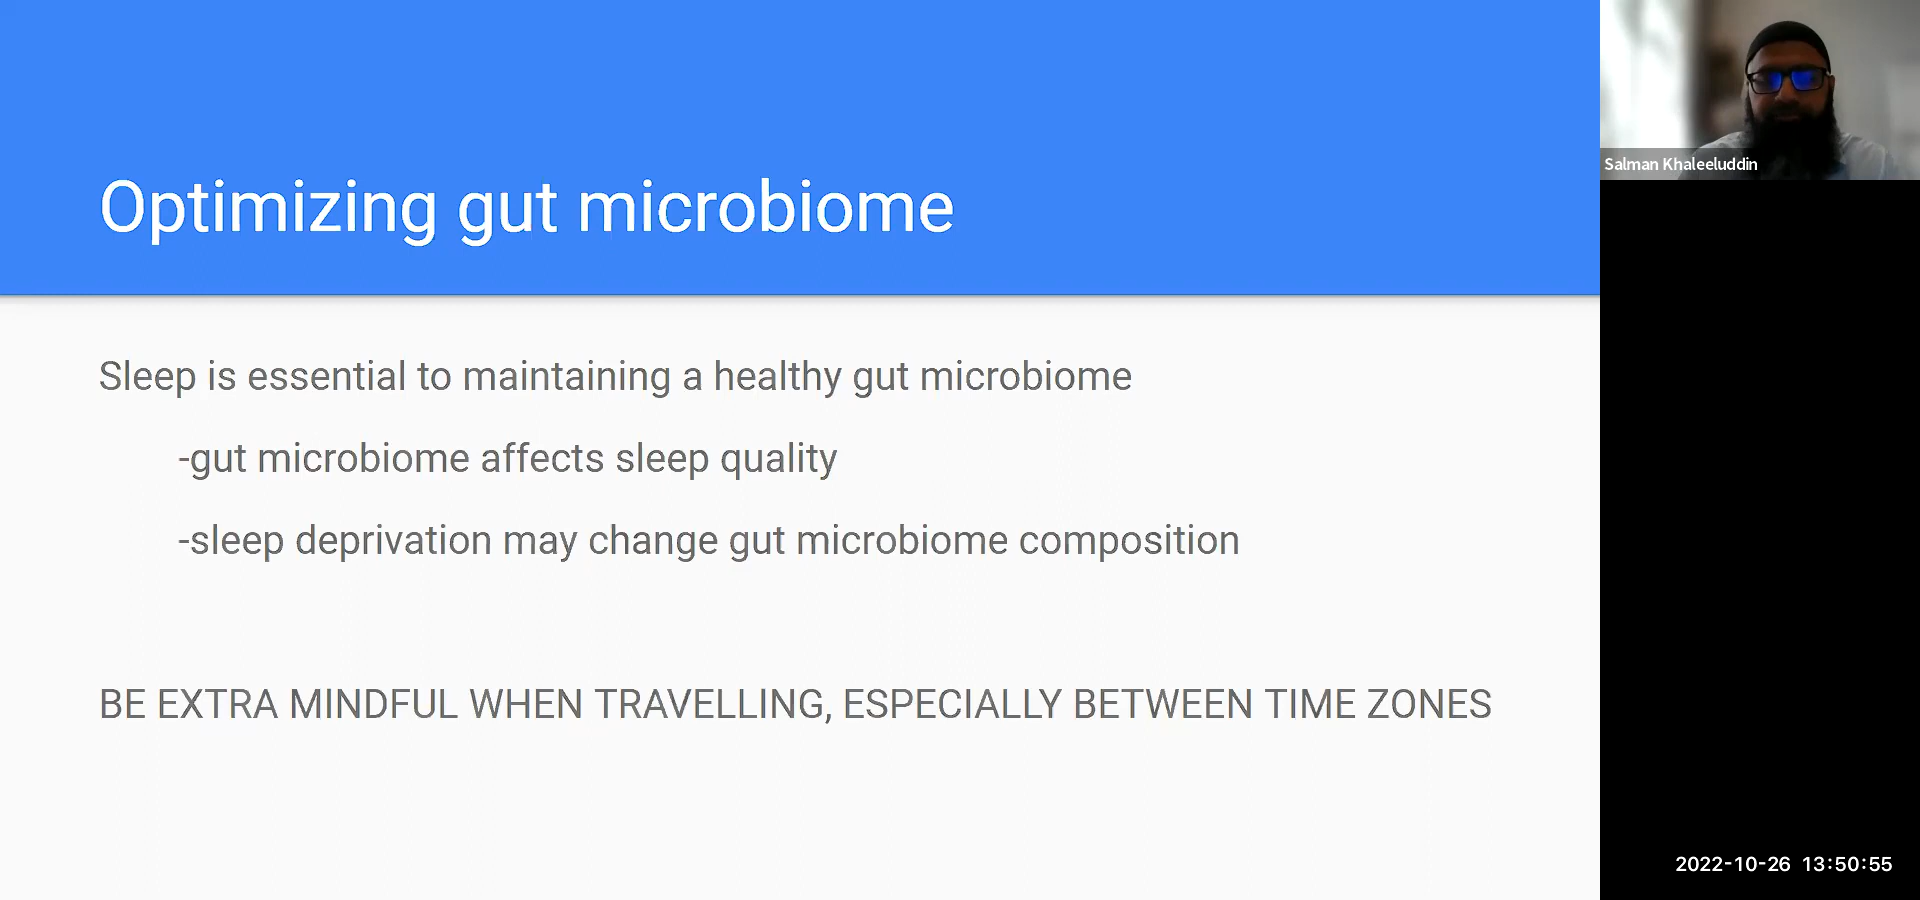 Optimizing gut microbiome
Salman Khaleeluddin
Sleep is essential to maintaining a healthy gut microbiome
-gut microbiome affects sleep quality
-sleep deprivation may change gut microbiome composition
BE EXTRA MINDFUL WHEN TRAVELLING, ESPECIALLY BETWEEN TIME ZONES
2022-10-26 13:50:55